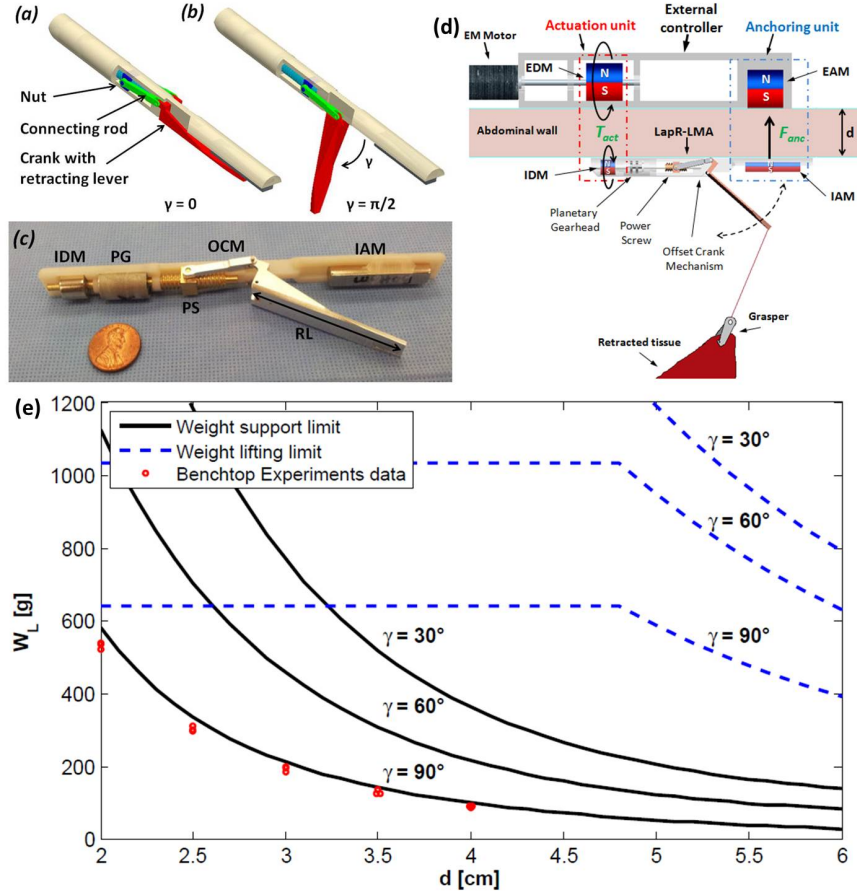 (a)
(b)
Nut
Connecting rod
Crank with
retracting lever
γ
γ = 0
γ = π/2
(c)
IDM
PG
OCM
IAM
PS
RL
(d)
External
controller
Actuation unit
Anchoring unit
EM Motor
EDM
N
S
N
S
EAM
Abdominal wall
T_act
LapR-LMA
F_anc
d
IDM
IAM
Planetary
Gearhead
Power
Screw
Offset Crank
Mechanism
Grasper
Retracted tissue
(e)
Weight support limit
Weight lifting limit
Benchtop Experiments data
γ = 30°
γ = 60°
γ = 90°
γ = 30°
γ = 60°
γ = 90°
W_L [g]
1200
1000
800
600
400
200
0
2
2.5
3
3.5
4
4.5
5
5.5
6
d [cm]